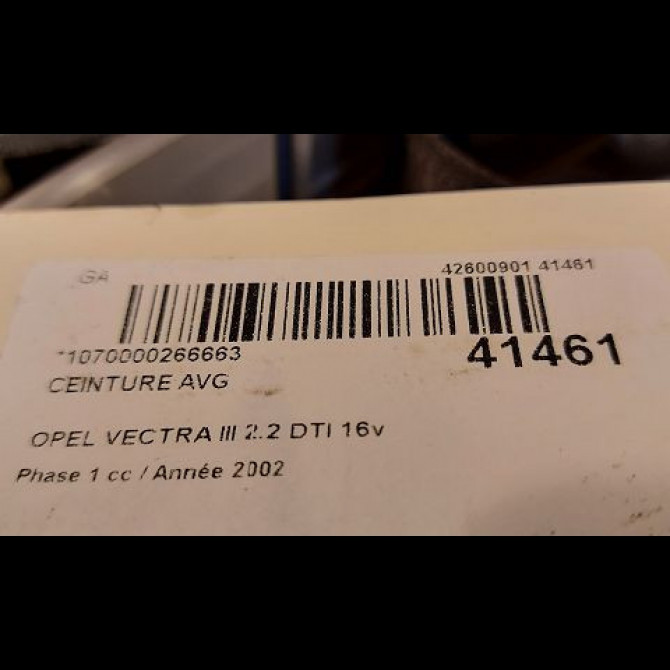 GA
42600901 41461
*1070000266663
41461
CEINTURE AVG
OPEL VECTRA III 2.2 DTI 16v
Phase 1 cc / Année 2002